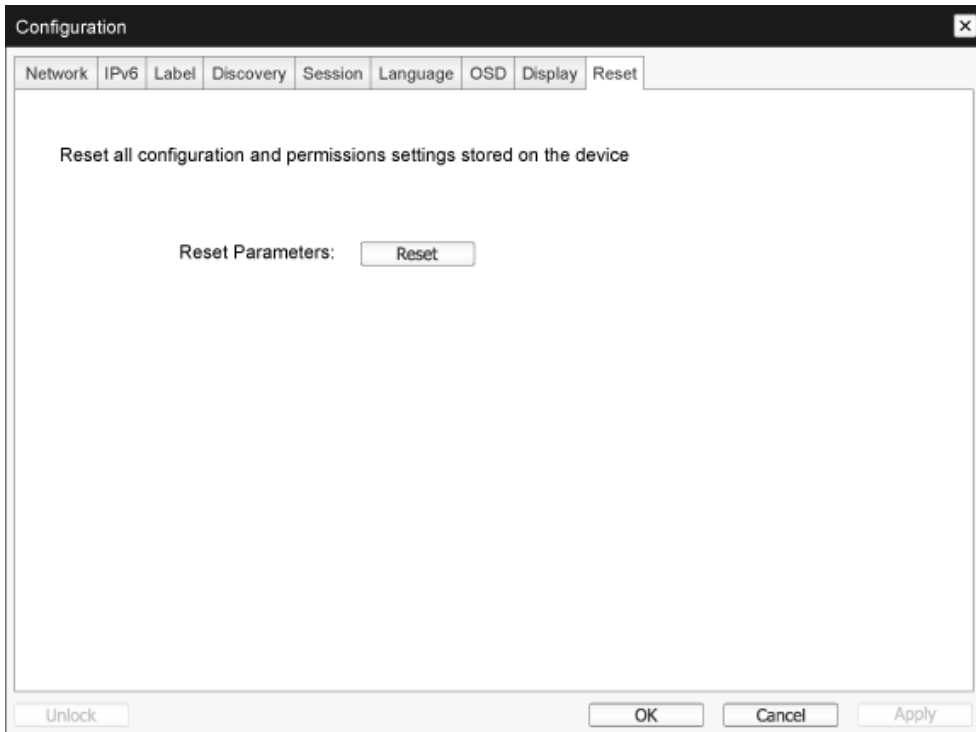 Configuration
Network IPv6 Label Discovery Session Language OSD Display Reset
Reset all configuration and permissions settings stored on the device
Reset Parameters: Reset
Unlock OK Cancel Apply